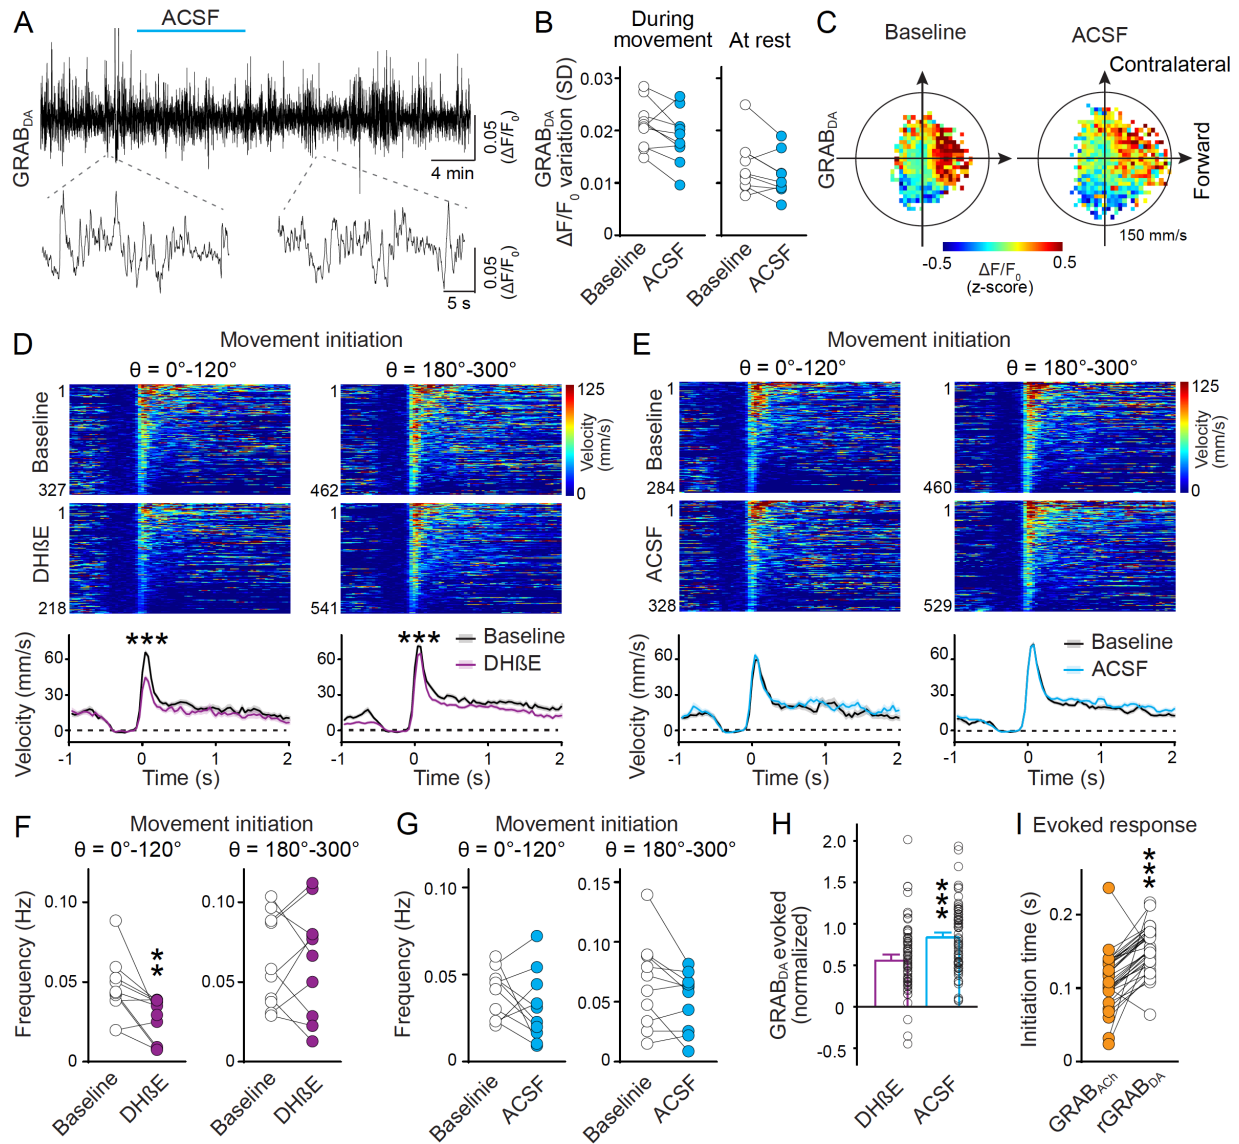 A
ACSF
GRAB_DA
0.05
(ΔF/F₀)
4 min
0.05
(ΔF/F₀)
5 s
B
During
movement
At rest
GRAB_DA
variation (SD)
ΔF/F₀
0.03
0.02
0.01
0
Baseline
ACSF
Baseline
ACSF
C
Baseline
ACSF
Contralateral
GRAB_DA
Forward
150 mm/s
-0.5
0.5
ΔF/F₀
(z-score)
D
Movement initiation
θ = 0°-120°
θ = 180°-300°
Baseline
1
327
1
462
125
0
Velocity
(mm/s)
DHßE
1
218
1
541
***
***
Baseline
DHßE
Velocity (mm/s)
60
30
0
60
30
0
-1
0
1
2
-1
0
1
2
Time (s)
Time (s)
E
Movement initiation
θ = 0°-120°
θ = 180°-300°
Baseline
1
284
1
460
125
0
Velocity
(mm/s)
ACSF
1
328
1
529
Baseline
ACSF
Velocity (mm/s)
60
30
0
60
30
0
-1
0
1
2
-1
0
1
2
Time (s)
Time (s)
F
Movement initiation
θ = 0°-120°
θ = 180°-300°
Frequency (Hz)
0.10
0.05
0
**
0.10
0.05
0
Baseline
DHßE
Baseline
DHßE
G
Movement initiation
θ = 0°-120°
θ = 180°-300°
Frequency (Hz)
0.10
0.05
0
0.15
0.10
0.05
0
Baselinie
ACSF
Baselinie
ACSF
H
GRAB_DA evoked
(normalized)
2.0
1.5
1.0
0.5
0
-0.5
***
DHßE
ACSF
I
Evoked response
***
Initiation time (s)
0.2
0.1
0
GRAB_ACh
rGRAB_DA